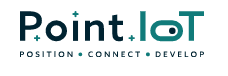 Point.IoT
POSITION • CONNECT • DEVELOP